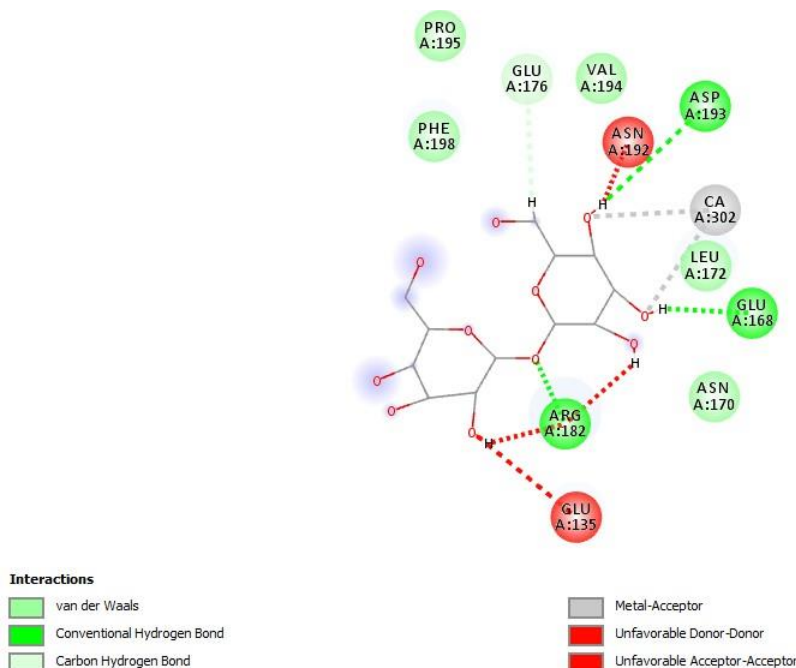 PRO
A:195
GLU
A:176
VAL
A:194
ASP
A:193
PHE
A:198
ASN
A:192
H
H
O
O
CA
A:302
O
LEU
A:172
O
O
H
GLU
A:168
O
O
O
O
O
H
ASN
A:170
O
ARG
A:182
O
H
GLU
A:135
Interactions
van der Waals
Conventional Hydrogen Bond
Carbon Hydrogen Bond
Metal-Acceptor
Unfavorable Donor-Donor
Unfavorable Acceptor-Acceptor